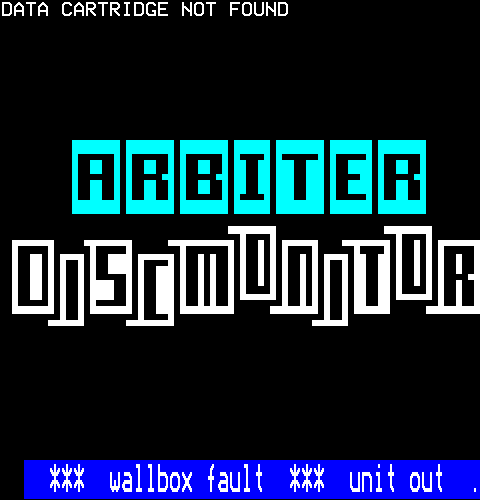 DATA CARTRIDGE NOT FOUND
ARBITER
DISCMONITOR
*** wallbox fault *** unit out .